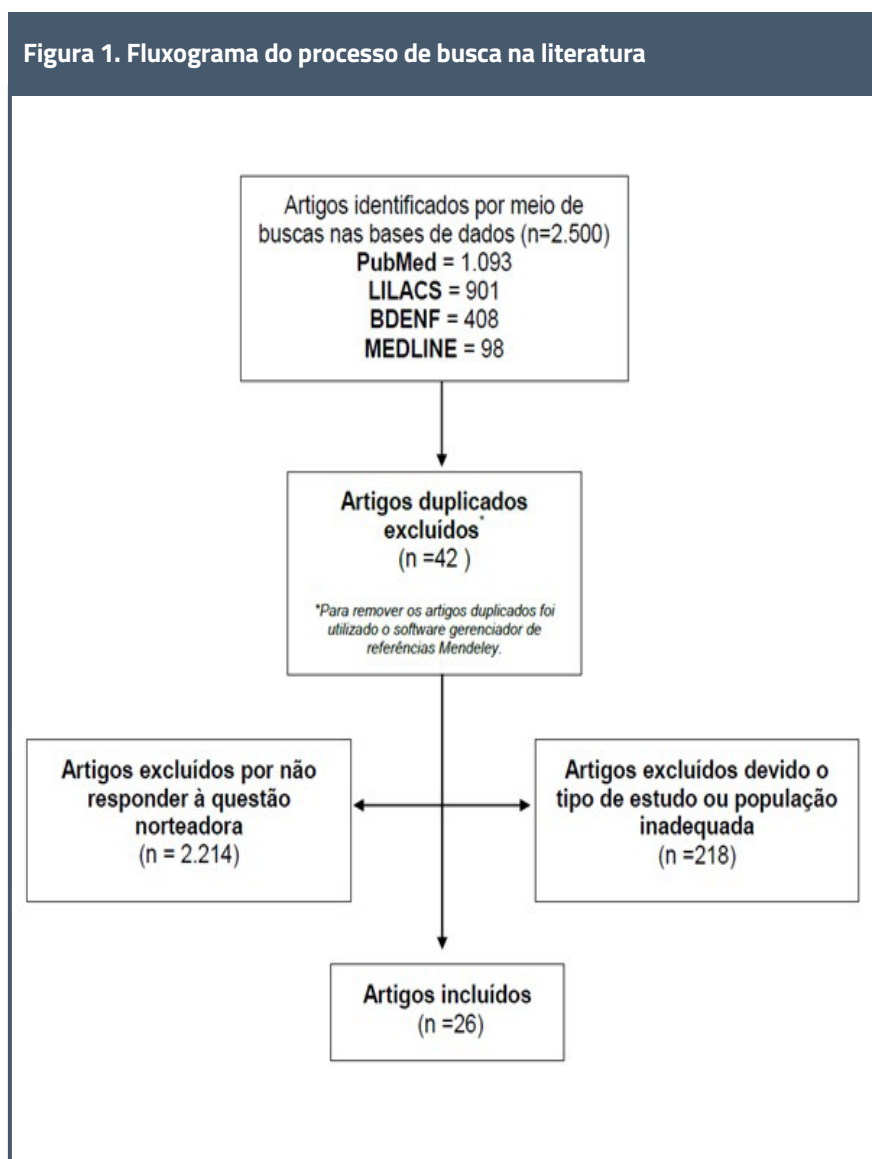 Figura 1. Fluxograma do processo de busca na literatura
Artigos identificados por meio de
buscas nas bases de dados (n=2.500)
PubMed = 1.093
LILACS = 901
BDENF = 408
MEDLINE = 98
Artigos duplicados
excluídos*
(n =42 )
*Para remover os artigos duplicados foi
utilizado o software gerenciador de
referências Mendeley.
Artigos excluídos por não
responder à questão
norteadora
(n = 2.214)
Artigos excluídos devido o
tipo de estudo ou população
inadequada
(n =218)
Artigos incluídos
(n =26)